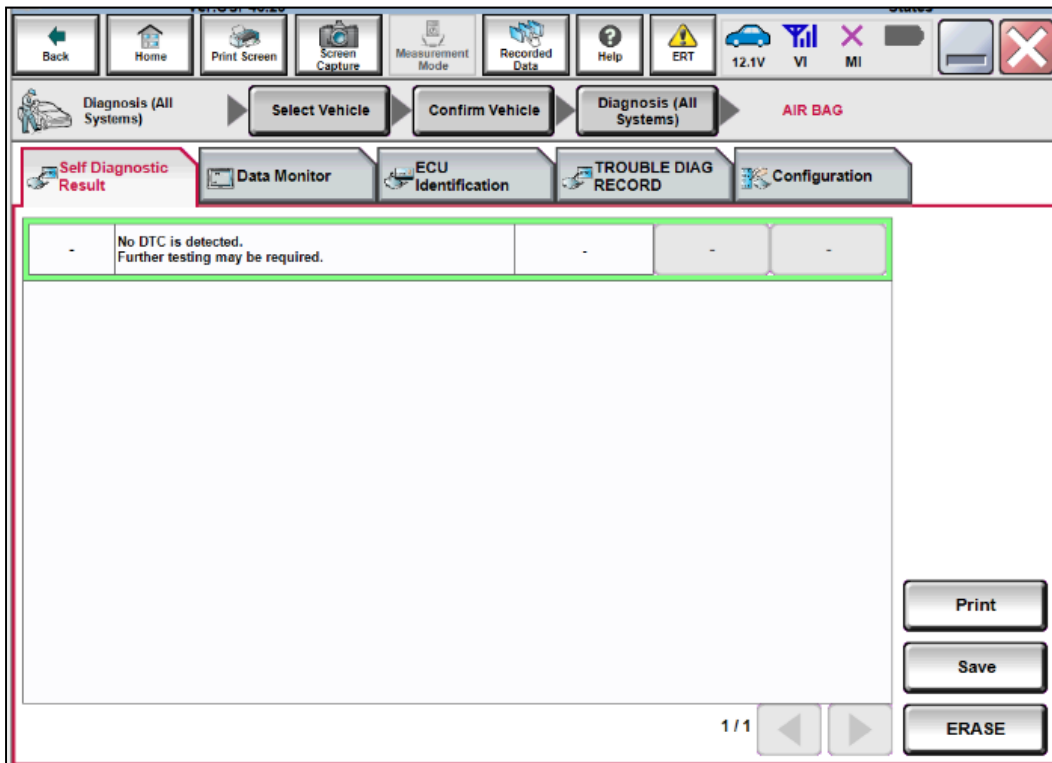 Back
Home
Print Screen
Screen
Capture
Measurement
Mode
Recorded
Data
Help
ERT
12.1V
VI
MI
Diagnosis (All
Systems)
Select Vehicle
Confirm Vehicle
Diagnosis (All
Systems)
AIR BAG
Self Diagnostic
Result
Data Monitor
ECU
Identification
TROUBLE DIAG
RECORD
Configuration
-
No DTC is detected.
Further testing may be required.
-
-
-
Print
Save
1 / 1
ERASE